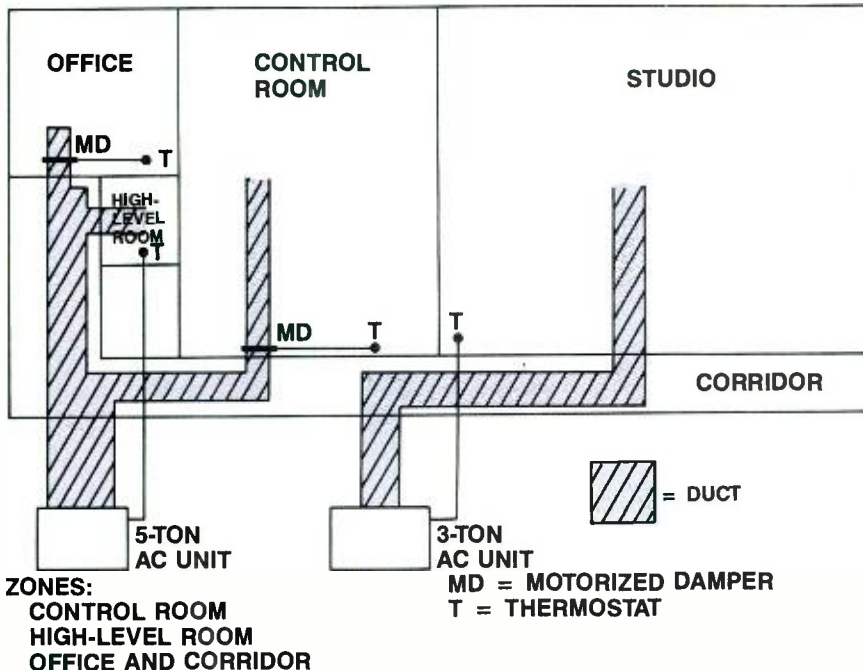 OFFICE
CONTROL
ROOM
STUDIO
MD
T
HIGH-
LEVEL
ROOM
T
MD
T
T
CORRIDOR
= DUCT
5-TON
AC UNIT
3-TON
AC UNIT
MD = MOTORIZED DAMPER
T = THERMOSTAT
ZONES:
CONTROL ROOM
HIGH-LEVEL ROOM
OFFICE AND CORRIDOR